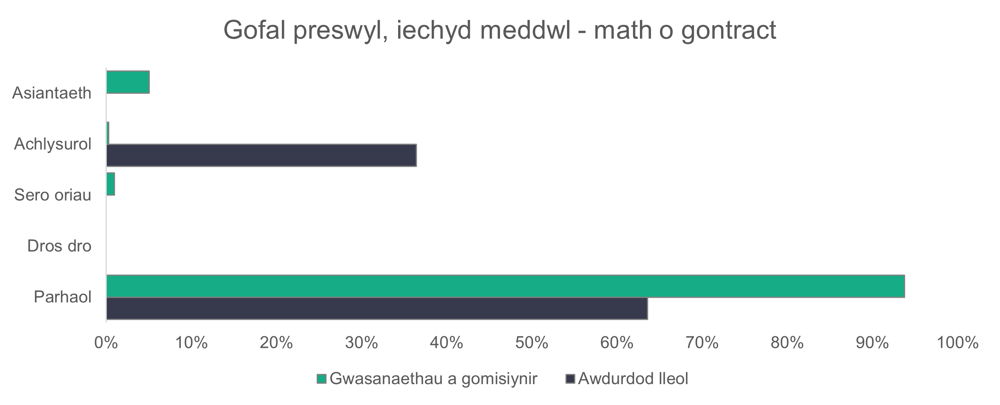 Gofal preswyl, iechyd meddwl - math o gontract
Asiantaeth
Achlysurol
Sero oriau
Dros dro
Parhaol
0% 10% 20% 30% 40% 50% 60% 70% 80% 90% 100%
Gwasanaethau a gomisiynir Awdurdod lleol